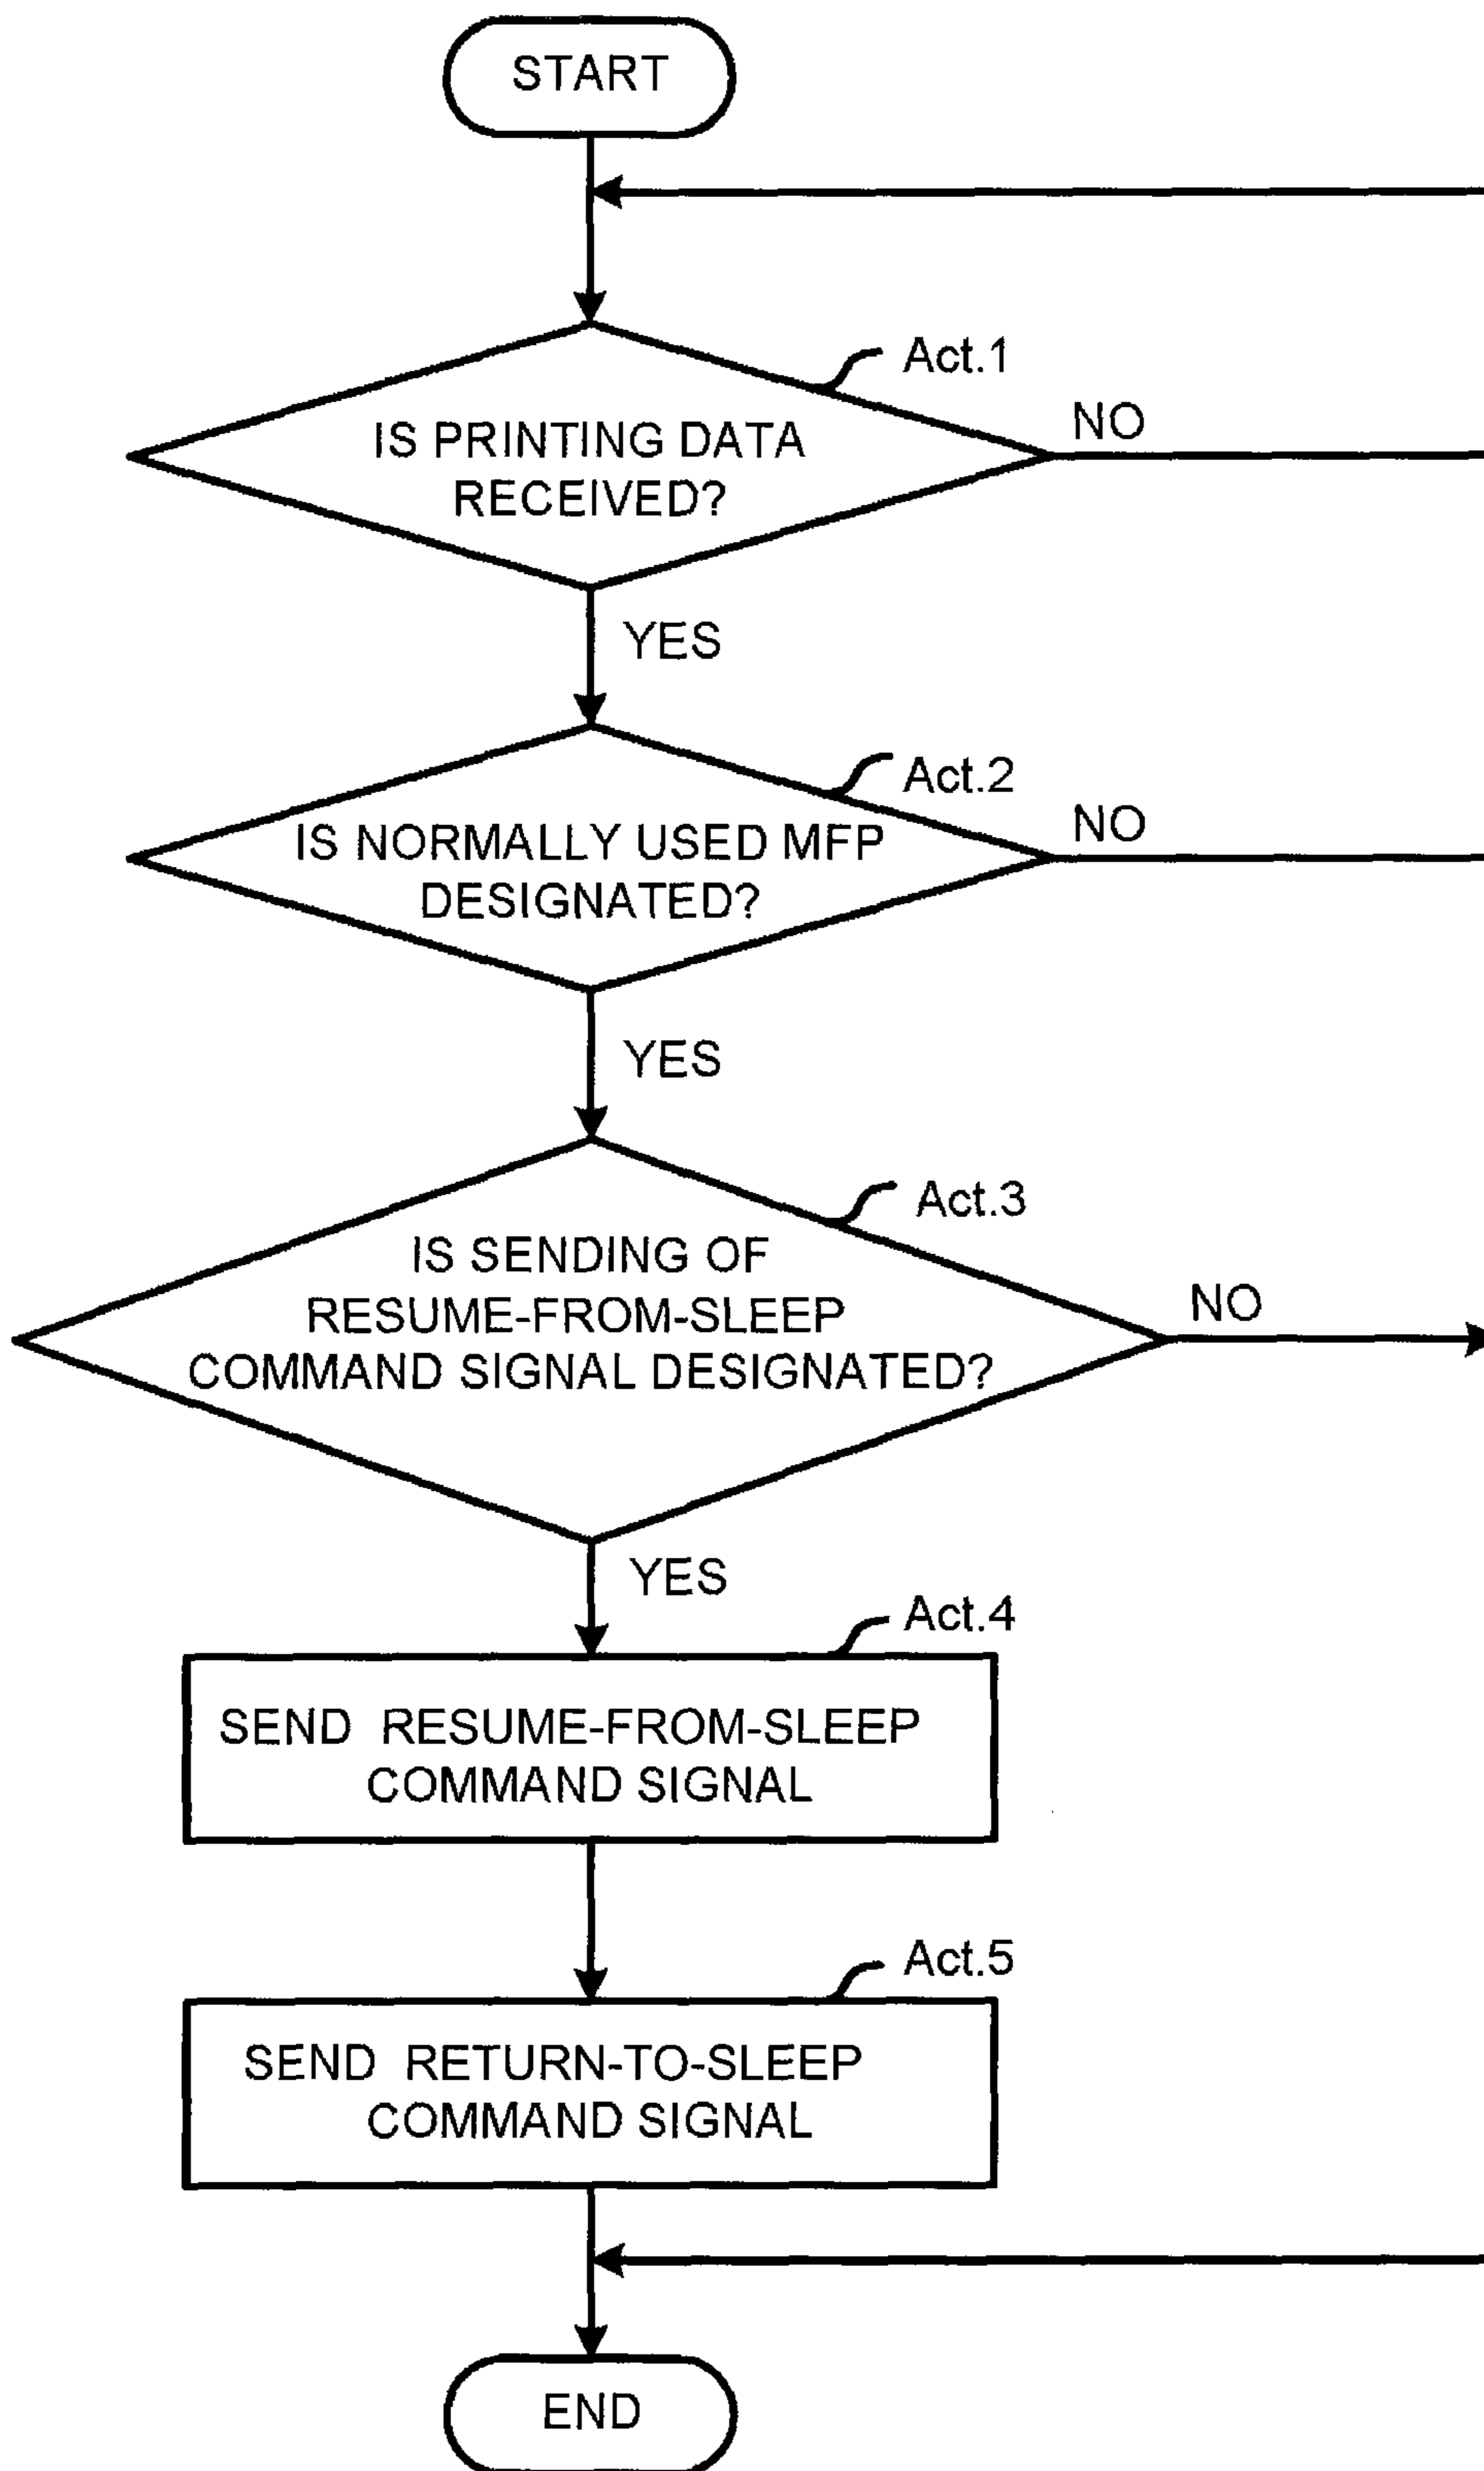 START
Act.1
IS PRINTING DATA
RECEIVED?
NO
YES
Act.2
IS NORMALLY USED MFP
DESIGNATED?
NO
YES
Act.3
IS SENDING OF
RESUME-FROM-SLEEP
COMMAND SIGNAL DESIGNATED?
NO
YES
Act.4
SEND RESUME-FROM-SLEEP
COMMAND SIGNAL
Act.5
SEND RETURN-TO-SLEEP
COMMAND SIGNAL
END